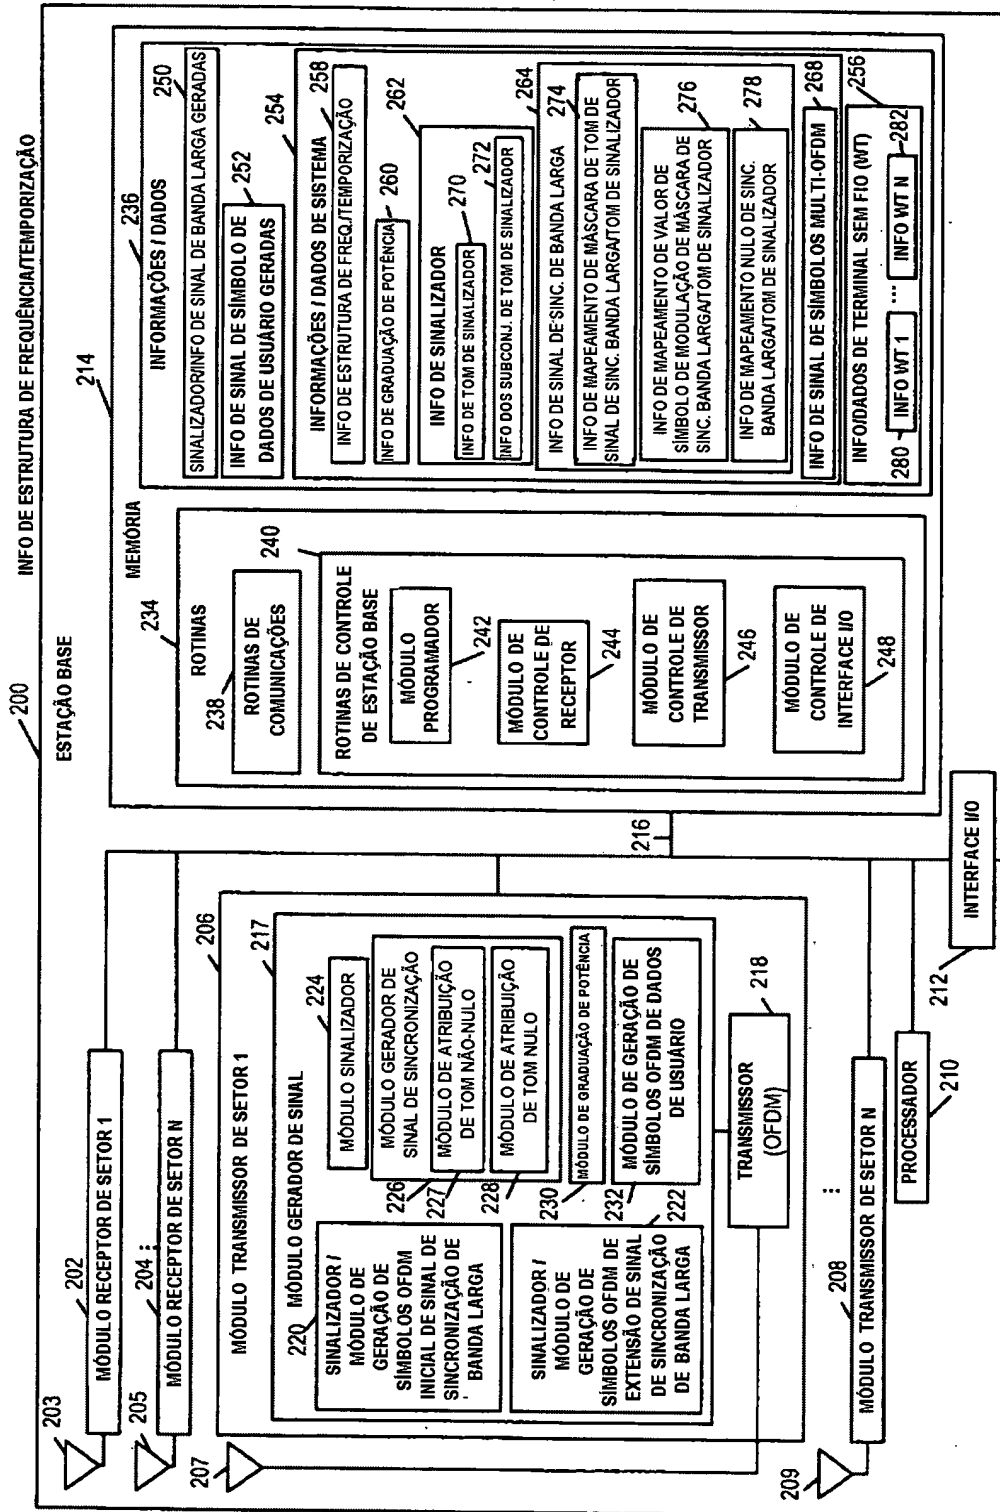 INFO DE ESTRUTURA DE FREQUÊNCIA/TEMPORIZAÇÃO
200
ESTAÇÃO BASE
203
202
MÓDULO RECEPTOR DE SETOR 1
205
204
⋮
MÓDULO RECEPTOR DE SETOR N
207
206
MÓDULO TRANSMISSOR DE SETOR 1
217
MÓDULO GERADOR DE SINAL
220
SINALIZADOR /
MÓDULO DE
GERAÇÃO DE
SÍMBOLOS OFDM
INICIAL DE SINAL DE
SINCRONIZAÇÃO DE
BANDA LARGA
224
MÓDULO SINALIZADOR
MÓDULO GERADOR DE
SINAL DE SINCRONIZAÇÃO
226
MÓDULO DE ATRIBUIÇÃO
DE TOM NÃO-NULO
227
MÓDULO DE ATRIBUIÇÃO
DE TOM NULO
228
MÓDULO DE GRADUAÇÃO DE POTÊNCIA
230
MÓDULO DE GERAÇÃO DE
SÍMBOLOS OFDM DE DADOS
DE USUÁRIO
232
222
SINALIZADOR /
MÓDULO DE
GERAÇÃO DE
SÍMBOLOS OFDM DE
EXTENSÃO DE SINAL
DE SINCRONIZAÇÃO
DE BANDA LARGA
218
TRANSMISSOR
(OFDM)
⋮
209
208
MÓDULO TRANSMISSOR DE SETOR N
PROCESSADOR
210
212
INTERFACE I/O
216
214
MEMÓRIA
234
ROTINAS
238
ROTINAS DE
COMUNICAÇÕES
240
ROTINAS DE CONTROLE
DE ESTAÇÃO BASE
MÓDULO
PROGRAMADOR
242
MÓDULO DE
CONTROLE DE
RECEPTOR
244
MÓDULO DE
CONTROLE DE
TRANSMISSOR
246
MÓDULO DE
CONTROLE DE
INTERFACE I/O
248
236
INFORMAÇÕES / DADOS
250
SINALIZADOR/INFO DE SINAL DE BANDA LARGA GERADAS
252
INFO DE SINAL DE SÍMBOLO DE
DADOS DE USUÁRIO GERADAS
254
INFORMAÇÕES / DADOS DE SISTEMA
258
INFO DE ESTRUTURA DE FREQ./TEMPORIZAÇÃO
INFO DE GRADUAÇÃO DE POTÊNCIA
260
262
INFO DE SINALIZADOR
270
INFO DE TOM DE SINALIZADOR
272
INFO DOS SUBCONJ. DE TOM DE SINALIZADOR
264
INFO DE SINAL DE SINC. DE BANDA LARGA
274
INFO DE MAPEAMENTO DE MÁSCARA DE TOM DE
SINAL DE SINC. BANDA LARGA/TOM DE SINALIZADOR
INFO DE MAPEAMENTO DE VALOR DE
SÍMBOLO DE MODULAÇÃO DE MÁSCARA DE
SINC. BANDA LARGA/TOM DE SINALIZADOR
276
INFO DE MAPEAMENTO NULO DE SINC.
BANDA LARGA/TOM DE SINALIZADOR
278
INFO DE SINAL DE SÍMBOLOS MULTI-OFDM
268
INFO/DADOS DE TERMINAL SEM FIO (WT)
256
280
INFO WT 1
...
INFO WT N
282